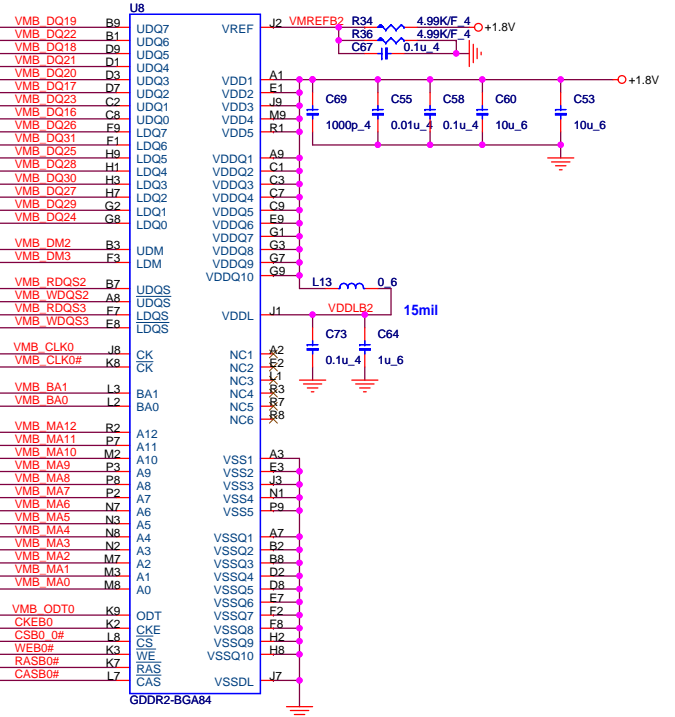 U8
VMB_DQ19 B9 UDQ7 VREF J2 VMREFB2 R34 4.99K/F_4 +1.8V
VMB_DQ22 B1 UDQ6 R36 4.99K/F_4
VMB_DQ18 D9 UDQ5 C67 0.1u_4
VMB_DQ21 D1 UDQ4
VMB_DQ20 D3 UDQ3 VDD1 A1 +1.8V
VMB_DQ17 D7 UDQ2 VDD2 E1
VMB_DQ23 C2 UDQ1 VDD3 J9 C69 C55 C58 C60 C53
VMB_DQ16 C8 UDQ0 VDD4 M9
VMB_DQ26 F9 LDQ7 VDD5 R1 1000p_4 0.01u_4 0.1u_4 10u_6 10u_6
VMB_DQ31 F1 LDQ6
VMB_DQ25 H9 LDQ5 VDDQ1 A9
VMB_DQ28 H1 LDQ4 VDDQ2 C1
VMB_DQ30 H3 LDQ3 VDDQ3 C3
VMB_DQ27 H7 LDQ2 VDDQ4 C7
VMB_DQ29 G2 LDQ1 VDDQ5 C9
VMB_DQ24 G8 LDQ0 VDDQ6 E9
VDDQ7 G1
VMB_DM2 B3 UDM VDDQ8 G3
VMB_DM3 F3 LDM VDDQ9 G7
VDDQ10 G9
VMB_RDQS2 B7 UDQS L13 0_6
VMB_WDQS2 A8 UDQS
VMB_RDQS3 F7 LDQS VDDL J1 VDDLB2 15mil
VMB_WDQS3 E8 LDQS
C73 C64
VMB_CLK0 J8 CK NC1 A2 0.1u_4 1u_6
VMB_CLK0# K8 CK NC2 E2
NC3 L1
VMB_BA1 L3 BA1 NC4 R3
VMB_BA0 L2 BA0 NC5 R7
NC6 R8
VMB_MA12 R2 A12
VMB_MA11 P7 A11
VMB_MA10 M2 A10 VSS1 A3
VMB_MA9 P3 A9 VSS2 E3
VMB_MA8 P8 A8 VSS3 J3
VMB_MA7 P2 A7 VSS4 N1
VMB_MA6 N7 A6 VSS5 P9
VMB_MA5 N3 A5
VMB_MA4 N8 A4 VSSQ1 A7
VMB_MA3 N2 A3 VSSQ2 B2
VMB_MA2 M7 A2 VSSQ3 B8
VMB_MA1 M3 A1 VSSQ4 D2
VMB_MA0 M8 A0 VSSQ5 D8
VSSQ6 E7
VMB_ODT0 K9 ODT VSSQ7 F2
CKEB0 K2 CKE VSSQ8 F8
CSB0_0# L8 CS VSSQ9 H2
WEB0# K3 WE VSSQ10 H8
RASB0# K7 RAS
CASB0# L7 CAS VSSDL J7
GDDR2-BGA84